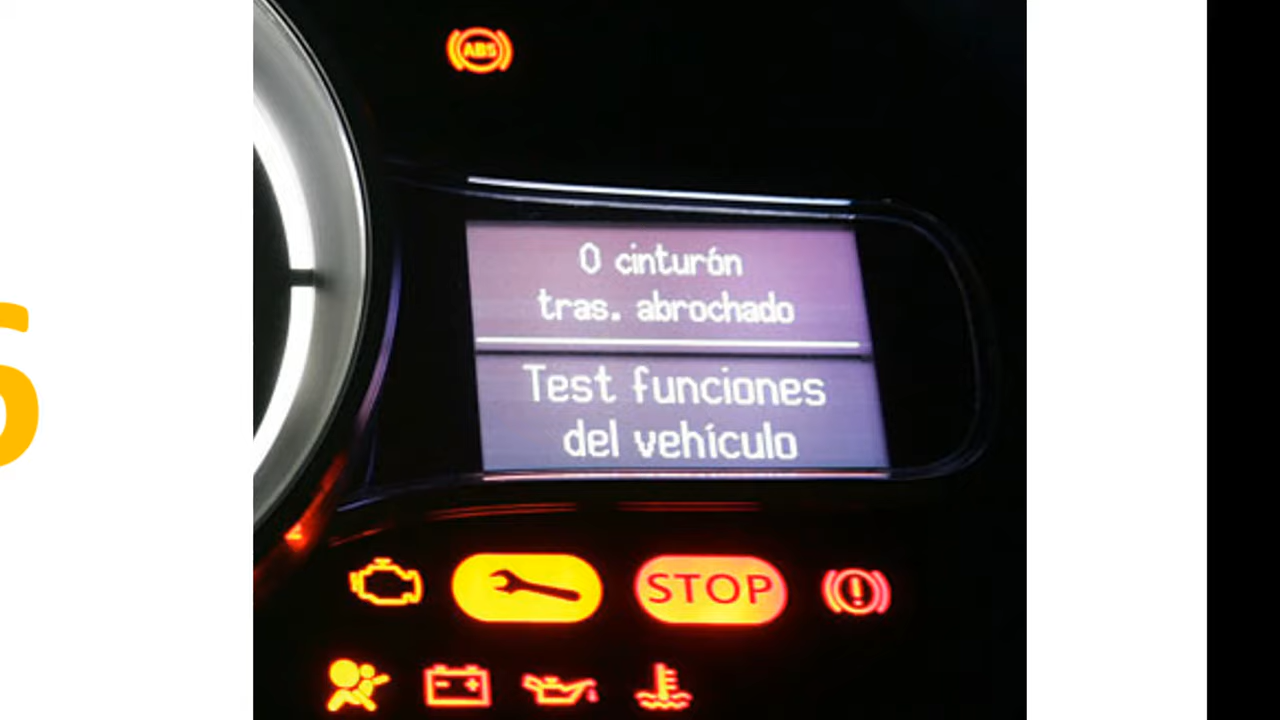 ABS
0 cinturón
tras. abrochado
Test funciones
del vehículo
STOP